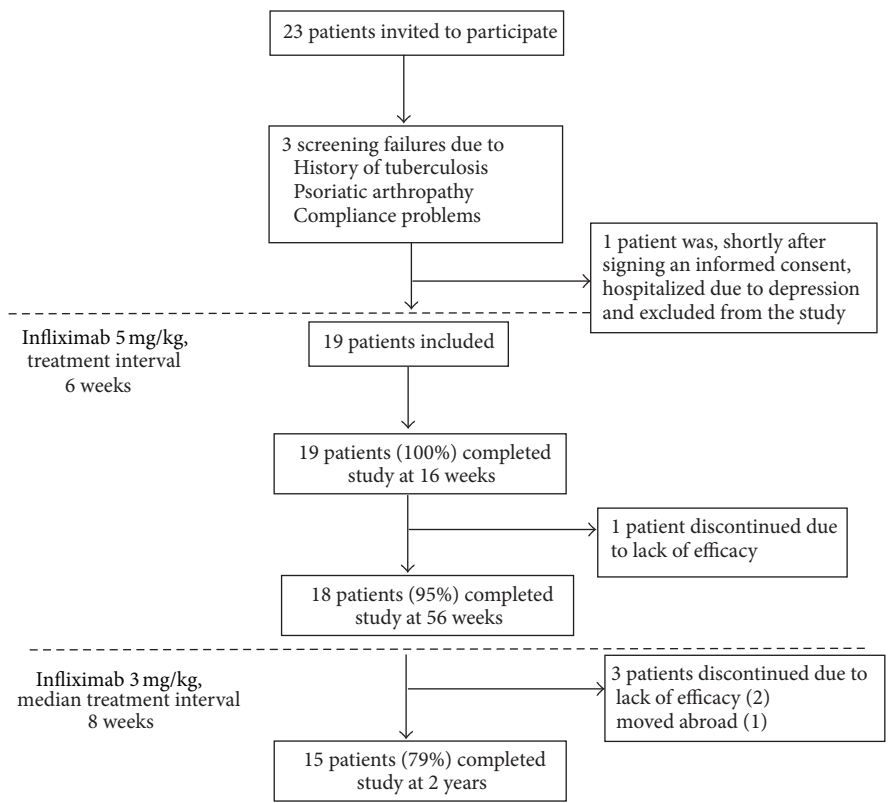 23 patients invited to participate
3 screening failures due to
History of tuberculosis
Psoriatic arthropathy
Compliance problems
1 patient was, shortly after
signing an informed consent,
hospitalized due to depression
and excluded from the study
Infliximab 5 mg/kg,
treatment interval
6 weeks
19 patients included
19 patients (100%) completed
study at 16 weeks
1 patient discontinued due
to lack of efficacy
18 patients (95%) completed
study at 56 weeks
Infliximab 3 mg/kg,
median treatment interval
8 weeks
3 patients discontinued due to
lack of efficacy (2)
moved abroad (1)
15 patients (79%) completed
study at 2 years